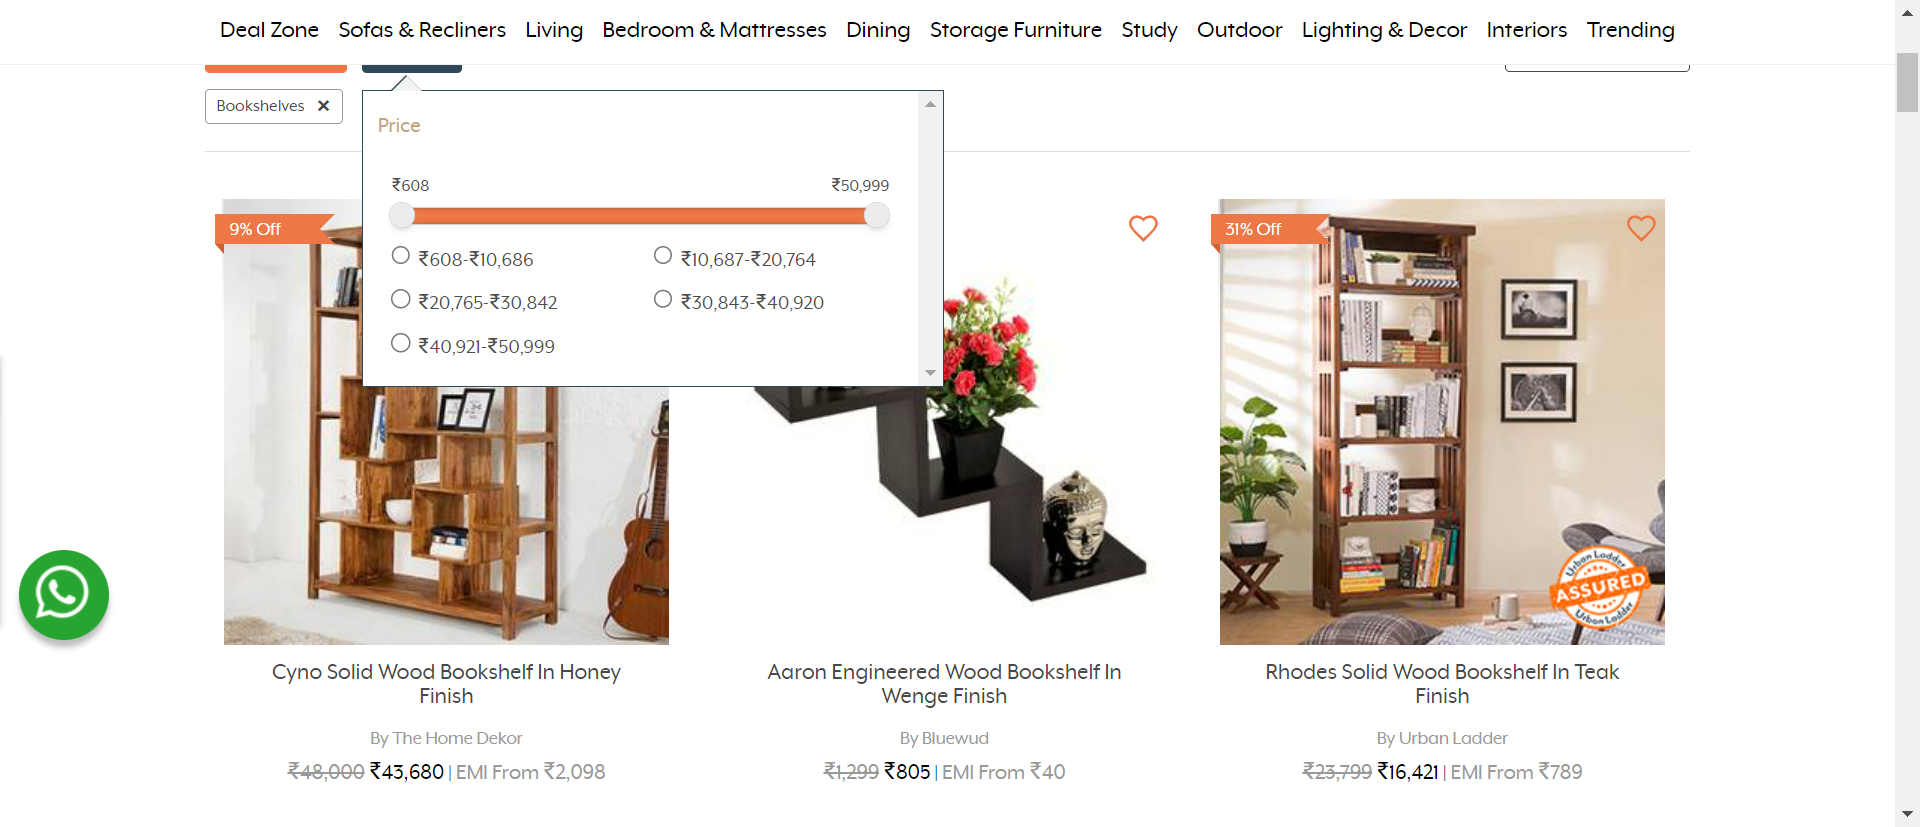 Deal Zone Sofas & Recliners Living Bedroom & Mattresses Dining Storage Furniture Study Outdoor Lighting & Decor Interiors Trending
Bookshelves ✕
Price
₹608 ₹50,999
₹608-₹10,686 ₹10,687-₹20,764
₹20,765-₹30,842 ₹30,843-₹40,920
₹40,921-₹50,999
9% Off
31% Off
Urban Ladder
ASSURED
Urban Ladder
Cyno Solid Wood Bookshelf In Honey
Finish
By The Home Dekor
₹48,000 ₹43,680 | EMI From ₹2,098
Aaron Engineered Wood Bookshelf In
Wenge Finish
By Bluewud
₹1,299 ₹805 | EMI From ₹40
Rhodes Solid Wood Bookshelf In Teak
Finish
By Urban Ladder
₹23,799 ₹16,421 | EMI From ₹789